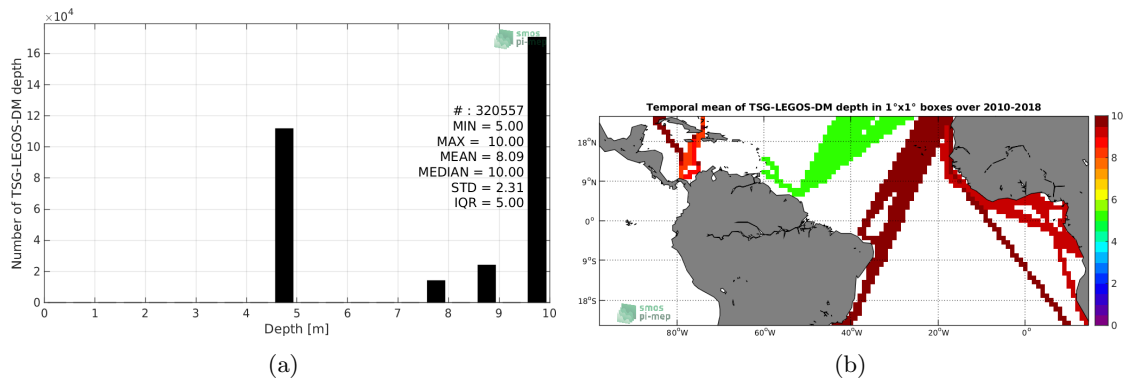 ×10⁴
Number of TSG-LEGOS-DM depth
16
14
12
10
8
6
4
2
0
smos
pi-mep
# : 320557
MIN = 5.00
MAX = 10.00
MEAN = 8.09
MEDIAN = 10.00
STD = 2.31
IQR = 5.00
0 1 2 3 4 5 6 7 8 9 10
Depth [m]
(a)
Temporal mean of TSG-LEGOS-DM depth in 1°x1° boxes over 2010-2018
18°N
9°N
0°
9°S
18°S
smos
pi-mep
80°W 60°W 40°W 20°W 0°
10
8
6
4
2
0
(b)